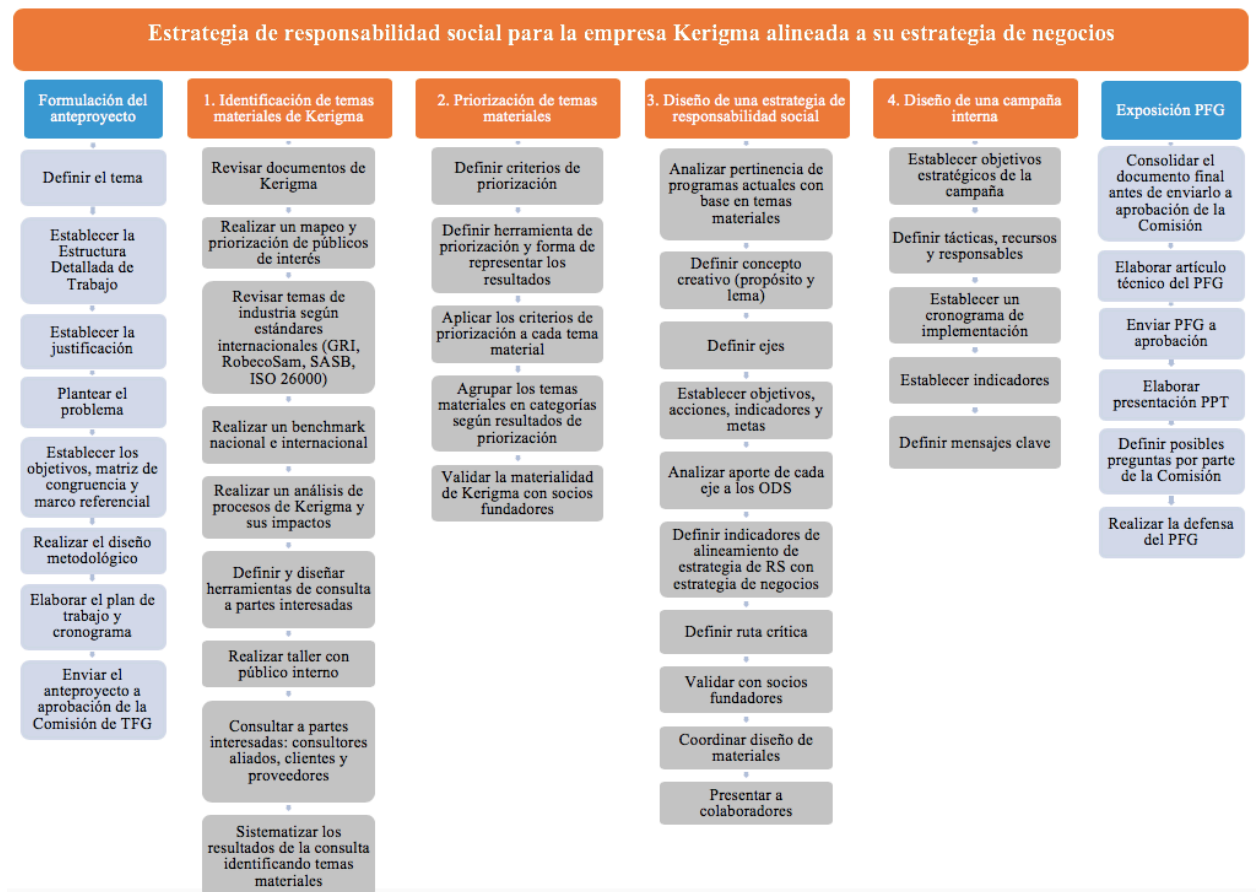 Estrategia de responsabilidad social para la empresa Kerigma alineada a su estrategia de negocios
Formulación del
anteproyecto
Definir el tema
Establecer la
Estructura
Detallada de
Trabajo
Establecer la
justificación
Plantear el
problema
Establecer los
objetivos, matriz de
congruencia y
marco referencial
Realizar el diseño
metodológico
Elaborar el plan de
trabajo y
cronograma
Enviar el
anteproyecto a
aprobación de la
Comisión de TFG
1. Identificación de temas
materiales de Kerigma
Revisar documentos de
Kerigma
Realizar un mapeo y
priorización de públicos
de interés
Revisar temas de
industria según
estándares
internacionales (GRI,
RobecoSam, SASB,
ISO 26000)
Realizar un benchmark
nacional e internacional
Realizar un análisis de
procesos de Kerigma y
sus impactos
Definir y diseñar
herramientas de consulta
a partes interesadas
Realizar taller con
público interno
Consultar a partes
interesadas: consultores
aliados, clientes y
proveedores
Sistematizar los
resultados de la consulta
identificando temas
materiales
2. Priorización de temas
materiales
Definir criterios de
priorización
Definir herramienta de
priorización y forma de
representar los
resultados
Aplicar los criterios de
priorización a cada tema
material
Agrupar los temas
materiales en categorías
según resultados de
priorización
Validar la materialidad
de Kerigma con socios
fundadores
3. Diseño de una estrategia de
responsabilidad social
Analizar pertinencia de
programas actuales con
base en temas
materiales
Definir concepto
creativo (propósito y
lema)
Definir ejes
Establecer objetivos,
acciones, indicadores y
metas
Analizar aporte de cada
eje a los ODS
Definir indicadores de
alineamiento de
estrategia de RS con
estrategia de negocios
Definir ruta crítica
Validar con socios
fundadores
Coordinar diseño de
materiales
Presentar a
colaboradores
4. Diseño de una campaña
interna
Establecer objetivos
estratégicos de la
campaña
Definir tácticas, recursos
y responsables
Establecer un
cronograma de
implementación
Establecer indicadores
Definir mensajes clave
Exposición PFG
Consolidar el
documento final
antes de enviarlo a
aprobación de la
Comisión
Elaborar artículo
técnico del PFG
Enviar PFG a
aprobación
Elaborar
presentación PPT
Definir posibles
preguntas por parte
de la Comisión
Realizar la defensa
del PFG